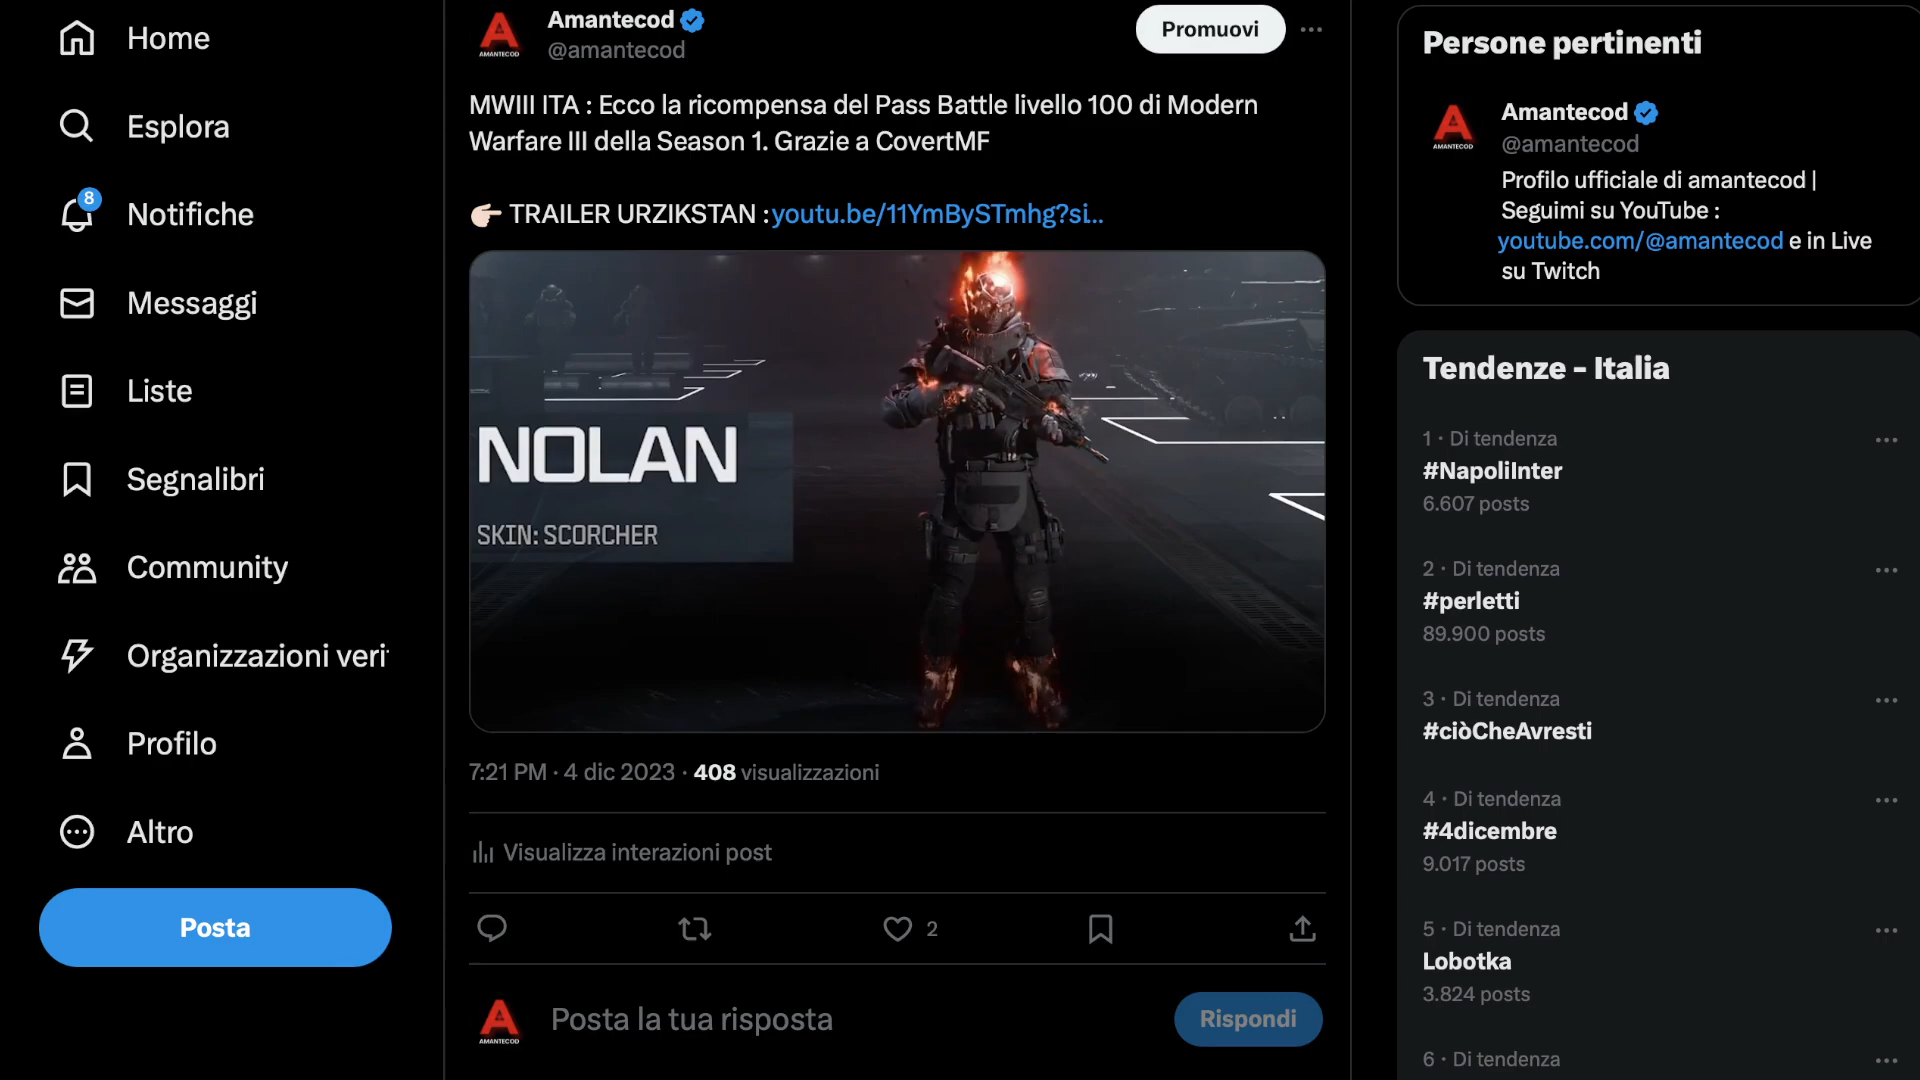 Home
Esplora
8
Notifiche
Messaggi
Liste
Segnalibri
Community
Organizzazioni veri
Profilo
Altro
Posta
AMANTECOD
Amantecod
@amantecod
Promuovi
MWIII ITA : Ecco la ricompensa del Pass Battle livello 100 di Modern
Warfare III della Season 1. Grazie a CovertMF
👉🏻 TRAILER URZIKSTAN : youtu.be/11YmBySTmhg?si…
NOLAN
SKIN: SCORCHER
7:21 PM · 4 dic 2023 · 408 visualizzazioni
Visualizza interazioni post
2
AMANTECOD
Posta la tua risposta
Rispondi
Persone pertinenti
AMANTECOD
Amantecod
@amantecod
Profilo ufficiale di amantecod |
Seguimi su YouTube :
youtube.com/@amantecod e in Live
su Twitch
Tendenze - Italia
1 · Di tendenza
#NapoliInter
6.607 posts
2 · Di tendenza
#perletti
89.900 posts
3 · Di tendenza
#ciòCheAvresti
4 · Di tendenza
#4dicembre
9.017 posts
5 · Di tendenza
Lobotka
3.824 posts
6 · Di tendenza